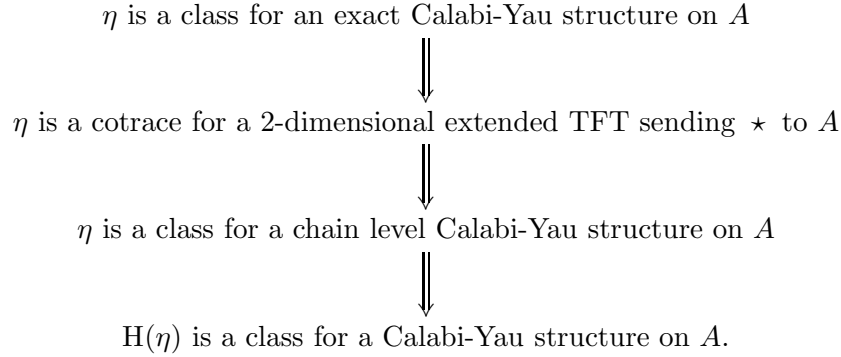 η is a class for an exact Calabi-Yau structure on A
η is a cotrace for a 2-dimensional extended TFT sending ⋆ to A
η is a class for a chain level Calabi-Yau structure on A
H(η) is a class for a Calabi-Yau structure on A.